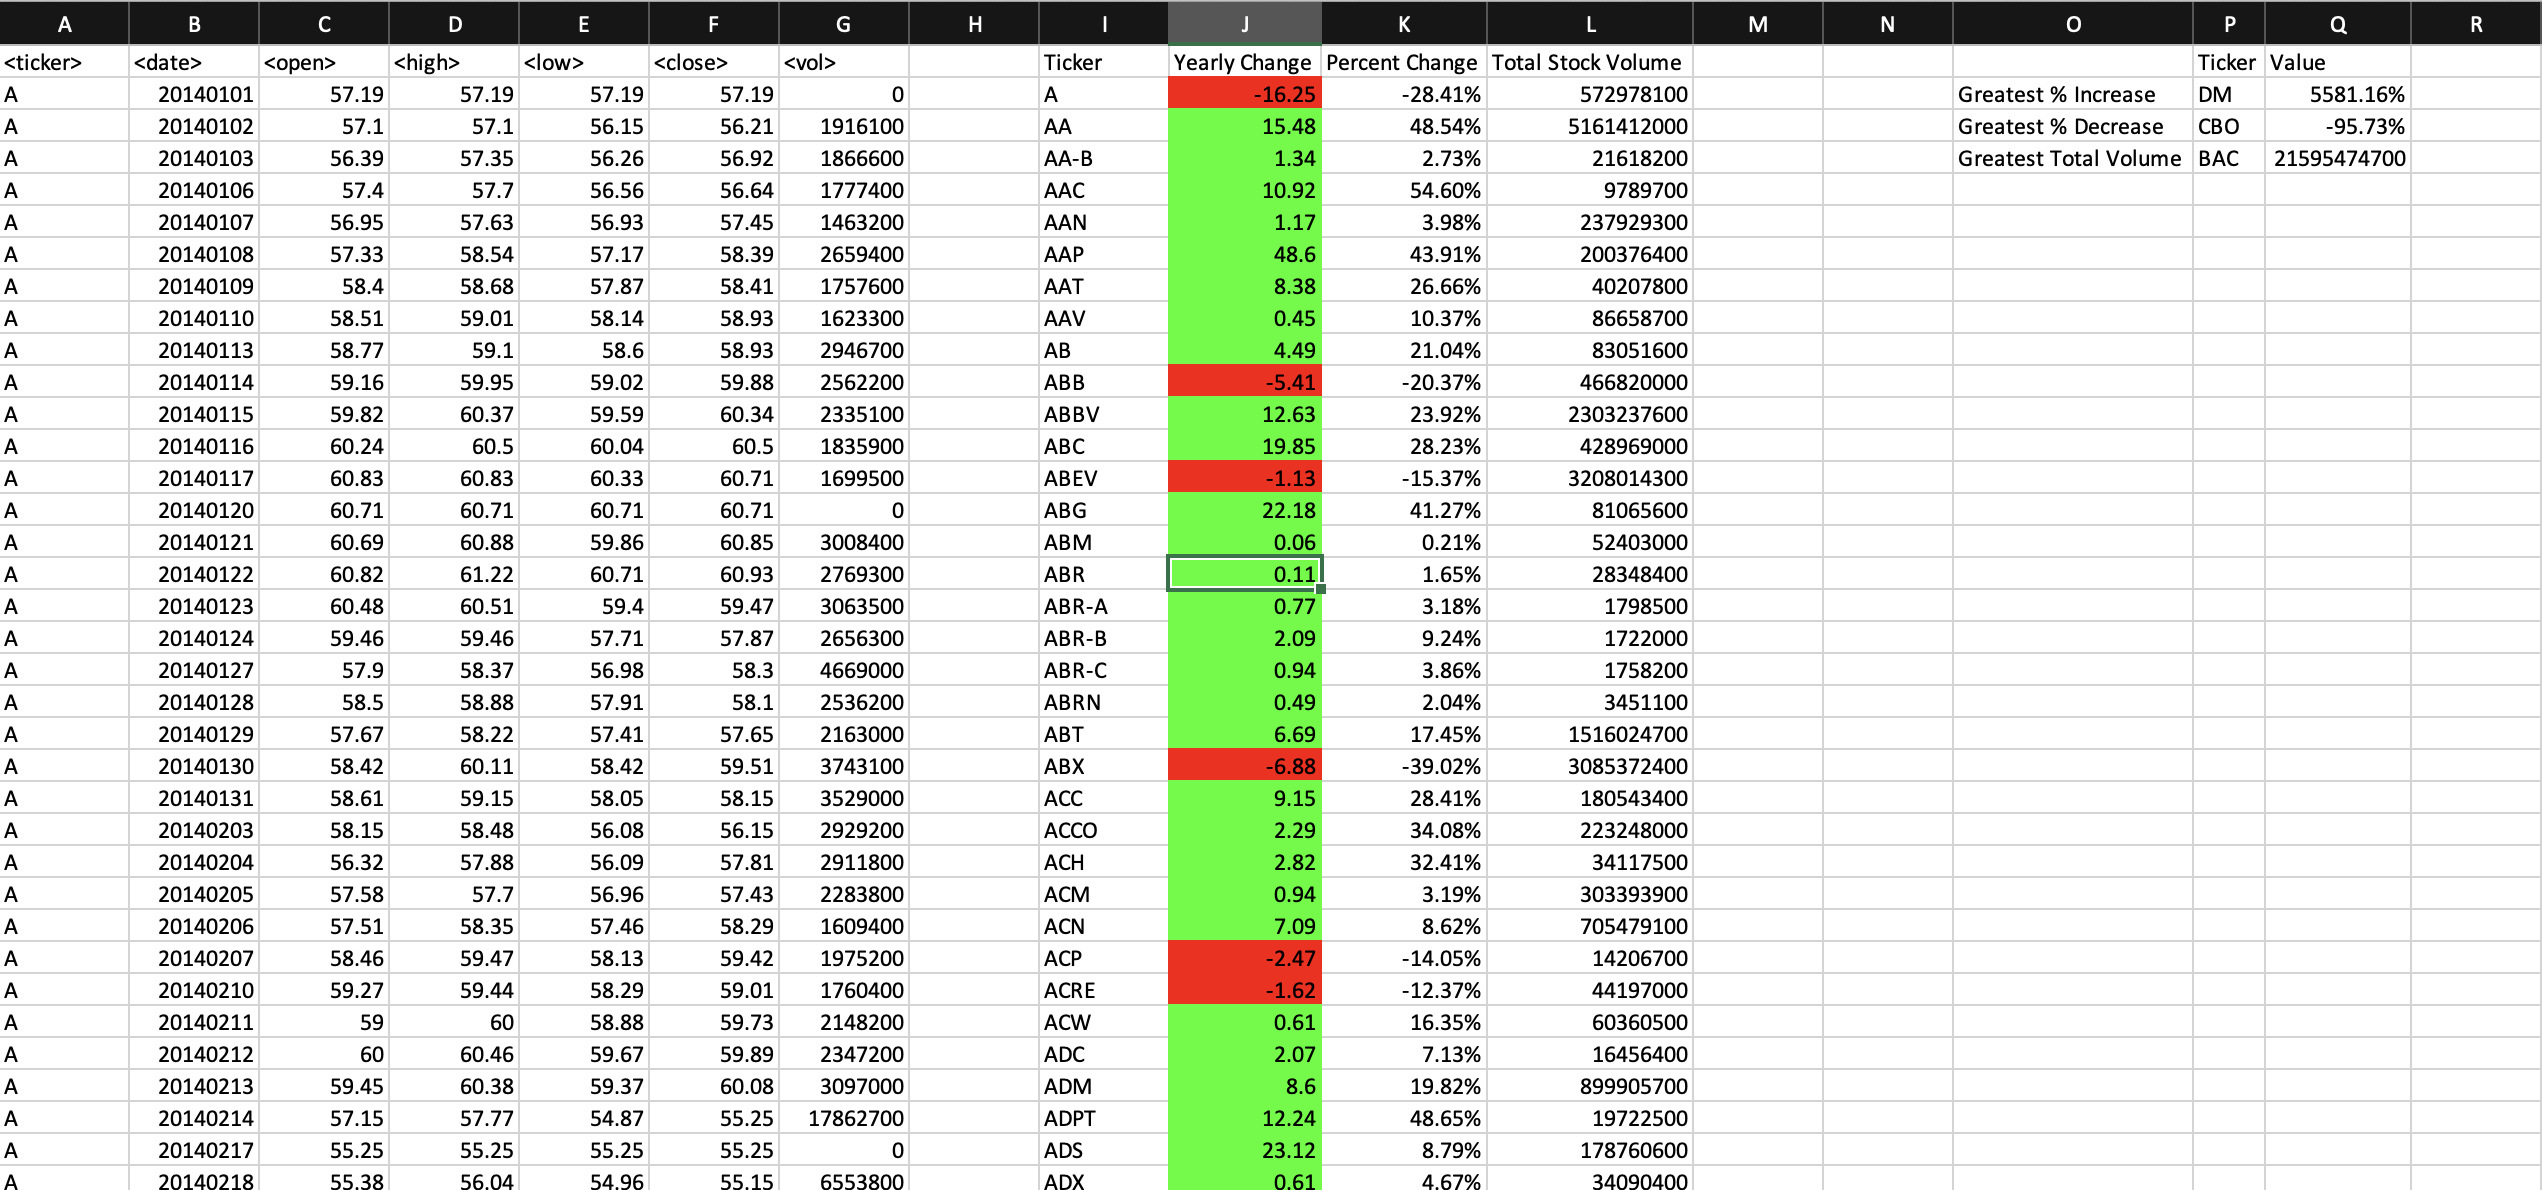 A B C D E F G H I J K L M N O P Q R
<ticker> <date> <open> <high> <low> <close> <vol> Ticker Yearly Change Percent Change Total Stock Volume Ticker Value
A 20140101 57.19 57.19 57.19 57.19 0 A -16.25 -28.41% 572978100 Greatest % Increase DM 5581.16%
A 20140102 57.1 57.1 56.15 56.21 1916100 AA 15.48 48.54% 5161412000 Greatest % Decrease CBO -95.73%
A 20140103 56.39 57.35 56.26 56.92 1866600 AA-B 1.34 2.73% 21618200 Greatest Total Volume BAC 21595474700
A 20140106 57.4 57.7 56.56 56.64 1777400 AAC 10.92 54.60% 9789700
A 20140107 56.95 57.63 56.93 57.45 1463200 AAN 1.17 3.98% 237929300
A 20140108 57.33 58.54 57.17 58.39 2659400 AAP 48.6 43.91% 200376400
A 20140109 58.4 58.68 57.87 58.41 1757600 AAT 8.38 26.66% 40207800
A 20140110 58.51 59.01 58.14 58.93 1623300 AAV 0.45 10.37% 86658700
A 20140113 58.77 59.1 58.6 58.93 2946700 AB 4.49 21.04% 83051600
A 20140114 59.16 59.95 59.02 59.88 2562200 ABB -5.41 -20.37% 466820000
A 20140115 59.82 60.37 59.59 60.34 2335100 ABBV 12.63 23.92% 2303237600
A 20140116 60.24 60.5 60.04 60.5 1835900 ABC 19.85 28.23% 428969000
A 20140117 60.83 60.83 60.33 60.71 1699500 ABEV -1.13 -15.37% 3208014300
A 20140120 60.71 60.71 60.71 60.71 0 ABG 22.18 41.27% 81065600
A 20140121 60.69 60.88 59.86 60.85 3008400 ABM 0.06 0.21% 52403000
A 20140122 60.82 61.22 60.71 60.93 2769300 ABR 0.11 1.65% 28348400
A 20140123 60.48 60.51 59.4 59.47 3063500 ABR-A 0.77 3.18% 1798500
A 20140124 59.46 59.46 57.71 57.87 2656300 ABR-B 2.09 9.24% 1722000
A 20140127 57.9 58.37 56.98 58.3 4669000 ABR-C 0.94 3.86% 1758200
A 20140128 58.5 58.88 57.91 58.1 2536200 ABRN 0.49 2.04% 3451100
A 20140129 57.67 58.22 57.41 57.65 2163000 ABT 6.69 17.45% 1516024700
A 20140130 58.42 60.11 58.42 59.51 3743100 ABX -6.88 -39.02% 3085372400
A 20140131 58.61 59.15 58.05 58.15 3529000 ACC 9.15 28.41% 180543400
A 20140203 58.15 58.48 56.08 56.15 2929200 ACCO 2.29 34.08% 223248000
A 20140204 56.32 57.88 56.09 57.81 2911800 ACH 2.82 32.41% 34117500
A 20140205 57.58 57.7 56.96 57.43 2283800 ACM 0.94 3.19% 303393900
A 20140206 57.51 58.35 57.46 58.29 1609400 ACN 7.09 8.62% 705479100
A 20140207 58.46 59.47 58.13 59.42 1975200 ACP -2.47 -14.05% 14206700
A 20140210 59.27 59.44 58.29 59.01 1760400 ACRE -1.62 -12.37% 44197000
A 20140211 59 60 58.88 59.73 2148200 ACW 0.61 16.35% 60360500
A 20140212 60 60.46 59.67 59.89 2347200 ADC 2.07 7.13% 16456400
A 20140213 59.45 60.38 59.37 60.08 3097000 ADM 8.6 19.82% 899905700
A 20140214 57.15 57.77 54.87 55.25 17862700 ADPT 12.24 48.65% 19722500
A 20140217 55.25 55.25 55.25 55.25 0 ADS 23.12 8.79% 178760600
A 20140218 55.38 56.04 54.96 55.15 6553800 ADX 0.61 4.67% 34090400